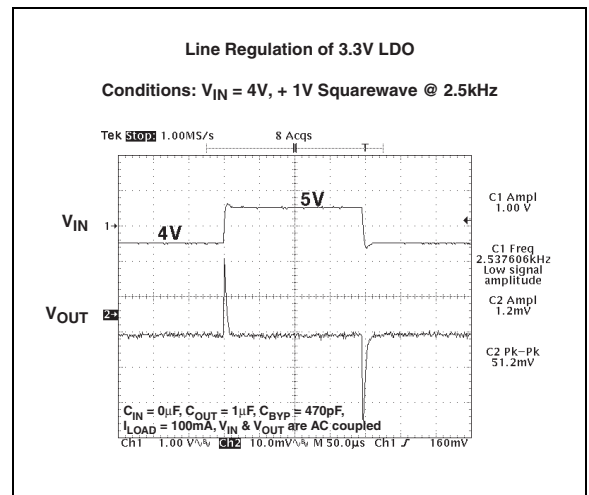 Line Regulation of 3.3V LDO
Conditions: VIN = 4V, + 1V Squarewave @ 2.5kHz
Tek Stop: 1.00MS/s 8 Acqs
T
VIN
1→
4V
5V
C1 Ampl
1.00 V
C1 Freq
2.537606kHz
Low signal
amplitude
VOUT
2→
C2 Ampl
1.2mV
C2 Pk-Pk
51.2mV
CIN = 0μF, COUT = 1μF, CBYP = 470pF,
ILOAD = 100mA, VIN & VOUT are AC coupled
Ch1 1.00 V Ch2 10.0mV M 50.0µs Ch1 160mV